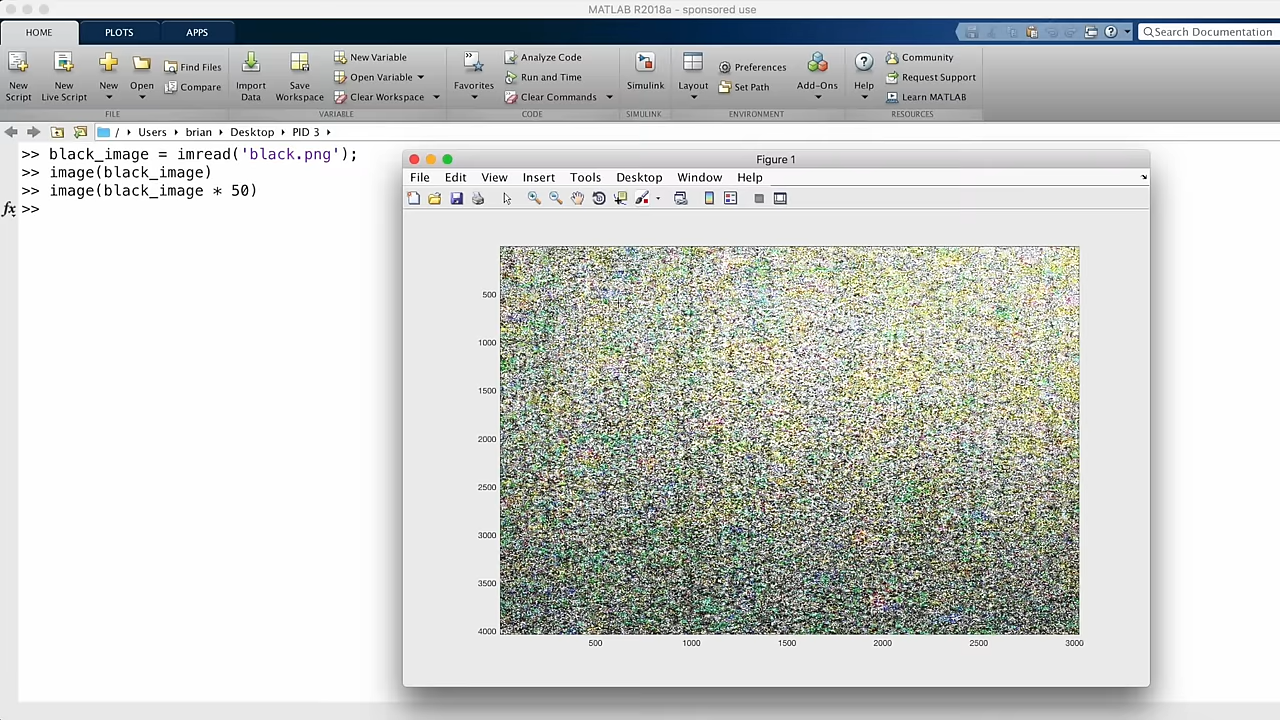 MATLAB R2018a - sponsored use
HOME PLOTS APPS
Search Documentation
New Script
New Live Script
New
Open
Find Files
Compare
FILE
Import Data
Save Workspace
New Variable
Open Variable
Clear Workspace
VARIABLE
Favorites
Analyze Code
Run and Time
Clear Commands
CODE
Simulink
SIMULINK
Layout
Preferences
Set Path
Add-Ons
ENVIRONMENT
Help
Community
Request Support
Learn MATLAB
RESOURCES
/ Users brian Desktop PID 3
>> black_image = imread('black.png');
>> image(black_image)
>> image(black_image * 50)
fx >>
Figure 1
File Edit View Insert Tools Desktop Window Help
500
1000
1500
2000
2500
3000
3500
4000
500 1000 1500 2000 2500 3000